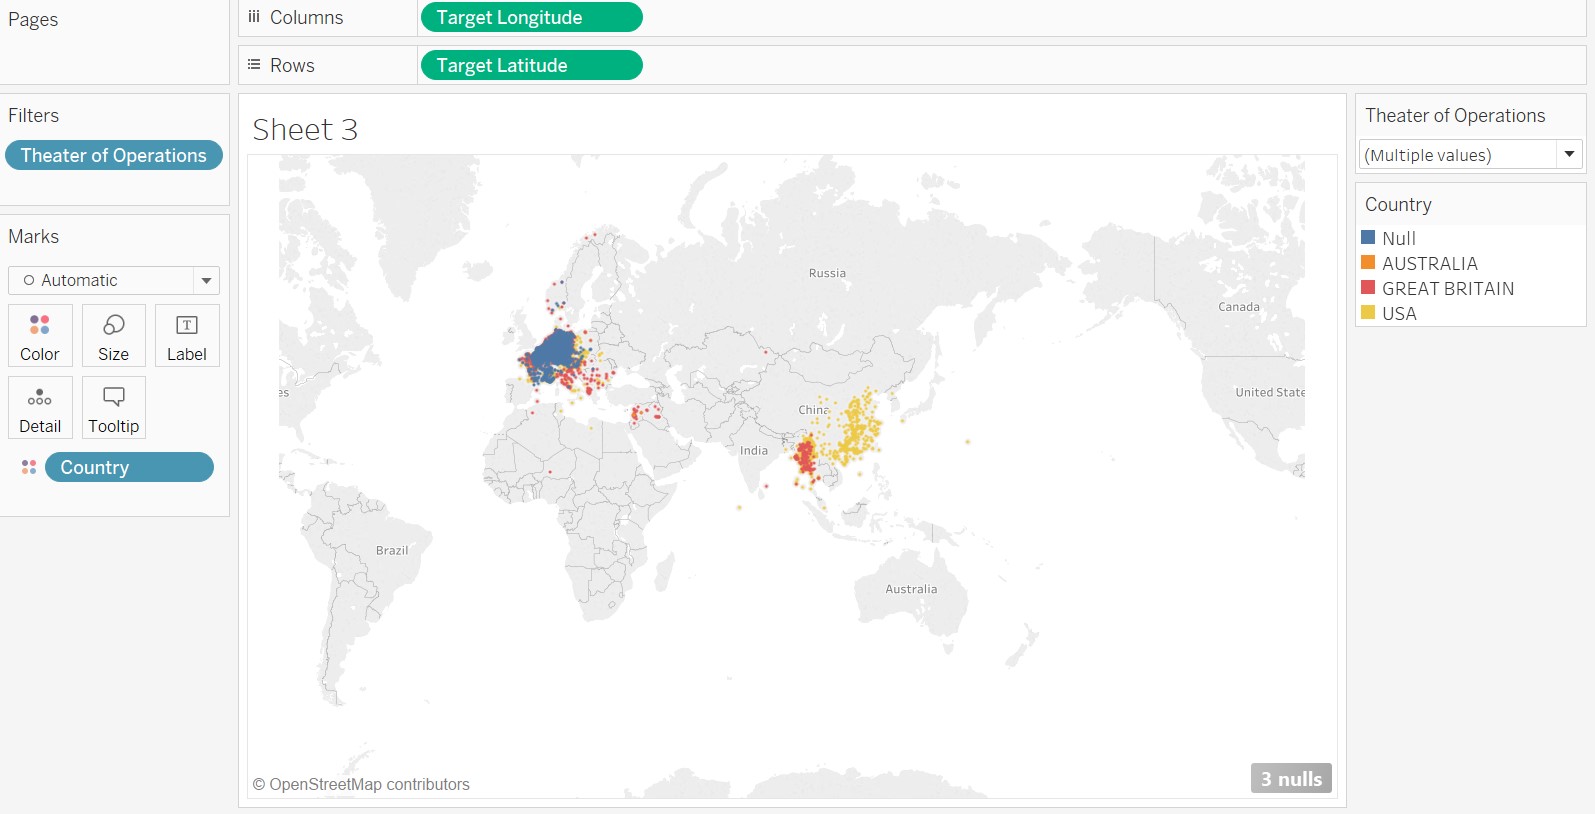 Pages
Columns
Target Longitude
Rows
Target Latitude
Filters
Theater of Operations
Marks
Automatic
Color
Size
T
Label
Detail
Tooltip
Country
Sheet 3
Russia
Canada
es
United State
China
India
Brazil
Australia
© OpenStreetMap contributors
3 nulls
Theater of Operations
(Multiple values)
Country
Null
AUSTRALIA
GREAT BRITAIN
USA